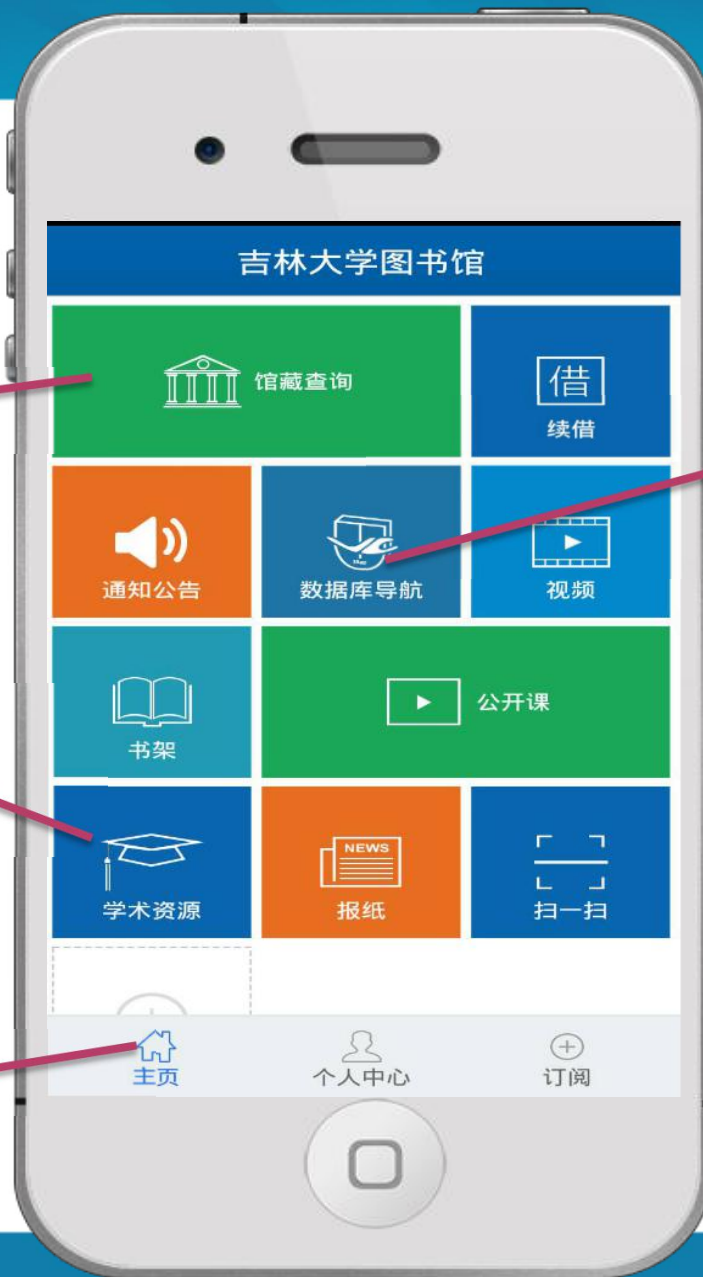 吉林大学图书馆
馆藏查询
借
续借
通知公告
数据库导航
视频
书架
公开课
学术资源
NEWS
报纸
扫一扫
主页
个人中心
订阅